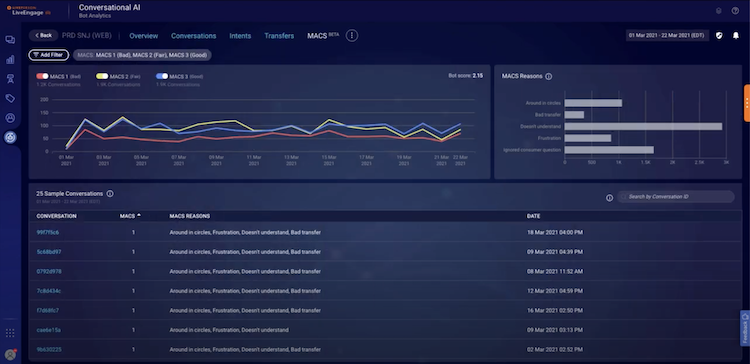 LIVEPERSON
LiveEngage
Conversational AI
Bot Analytics
Back
PRD SNJ (WEB)
Overview
Conversations
Intents
Transfers
MACS BETA
01 Mar 2021 - 22 Mar 2021 (EDT)
Add Filter
MACS: MACS 1 (Bad), MACS 2 (Fair), MACS 3 (Good)
MACS 1 (Bad)
MACS 2 (Fair)
MACS 3 (Good)
Bot score: 2.15
1.2K Conversations
1.9K Conversations
1.9K Conversations
200
150
100
50
0
01 Mar 2021
03 Mar 2021
05 Mar 2021
07 Mar 2021
09 Mar 2021
11 Mar 2021
13 Mar 2021
15 Mar 2021
17 Mar 2021
19 Mar 2021
21 Mar 2021
22 Mar 2021
MACS Reasons
Around in circles
Bad transfer
Doesn't understand
Frustration
Ignored consumer question
0
500
1K
1.5K
2K
2.5K
3K
25 Sample Conversations
01 Mar 2021 - 22 Mar 2021 (EDT)
Search by Conversation ID
CONVERSATION MACS MACS REASONS DATE
99f7f5c6 1 Around in circles, Frustration, Doesn't understand, Bad transfer 18 Mar 2021 04:00 PM
5c68bd97 1 Around in circles, Frustration, Doesn't understand, Bad transfer 09 Mar 2021 04:39 PM
0792d978 1 Around in circles, Frustration, Doesn't understand, Bad transfer 08 Mar 2021 11:52 AM
7c8d434c 1 Around in circles, Frustration, Doesn't understand, Bad transfer 12 Mar 2021 04:59 PM
f7d68fc7 1 Around in circles, Frustration, Doesn't understand, Bad transfer 16 Mar 2021 02:50 PM
cae6e15a 1 Around in circles, Frustration, Doesn't understand 09 Mar 2021 03:13 PM
9b630225 1 Around in circles, Frustration, Doesn't understand, Bad transfer 02 Mar 2021 02:52 PM
Feedback